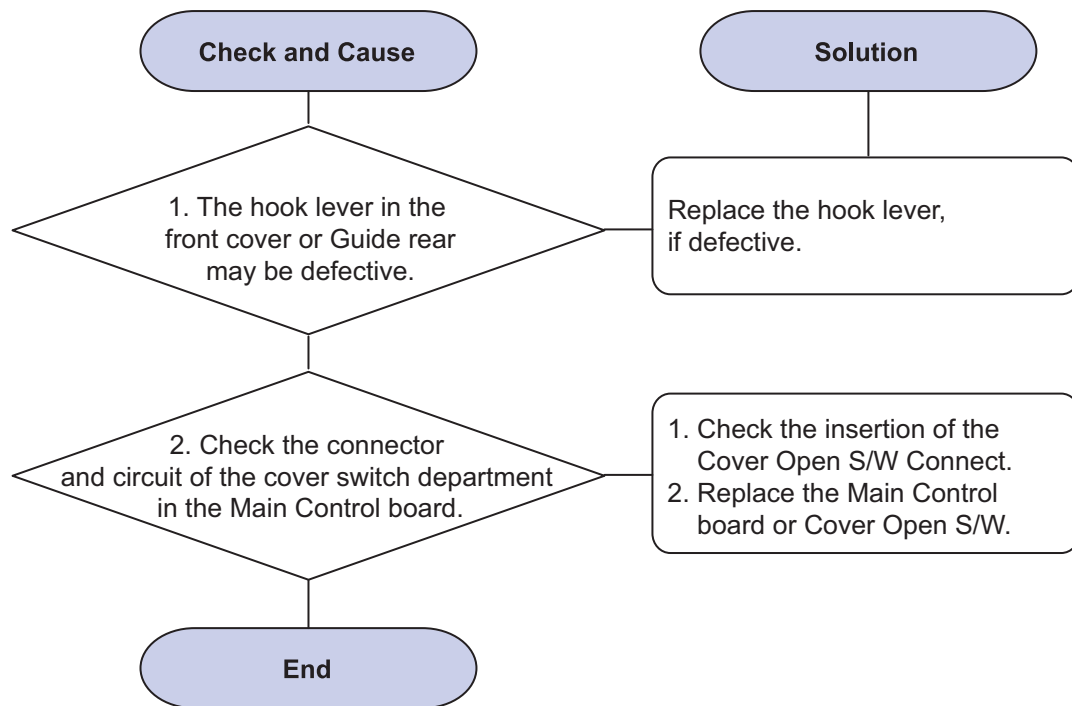 Check and Cause
Solution
1. The hook lever in the
front cover or Guide rear
may be defective.
Replace the hook lever,
if defective.
2. Check the connector
and circuit of the cover switch department
in the Main Control board.
1. Check the insertion of the
Cover Open S/W Connect.
2. Replace the Main Control
board or Cover Open S/W.
End